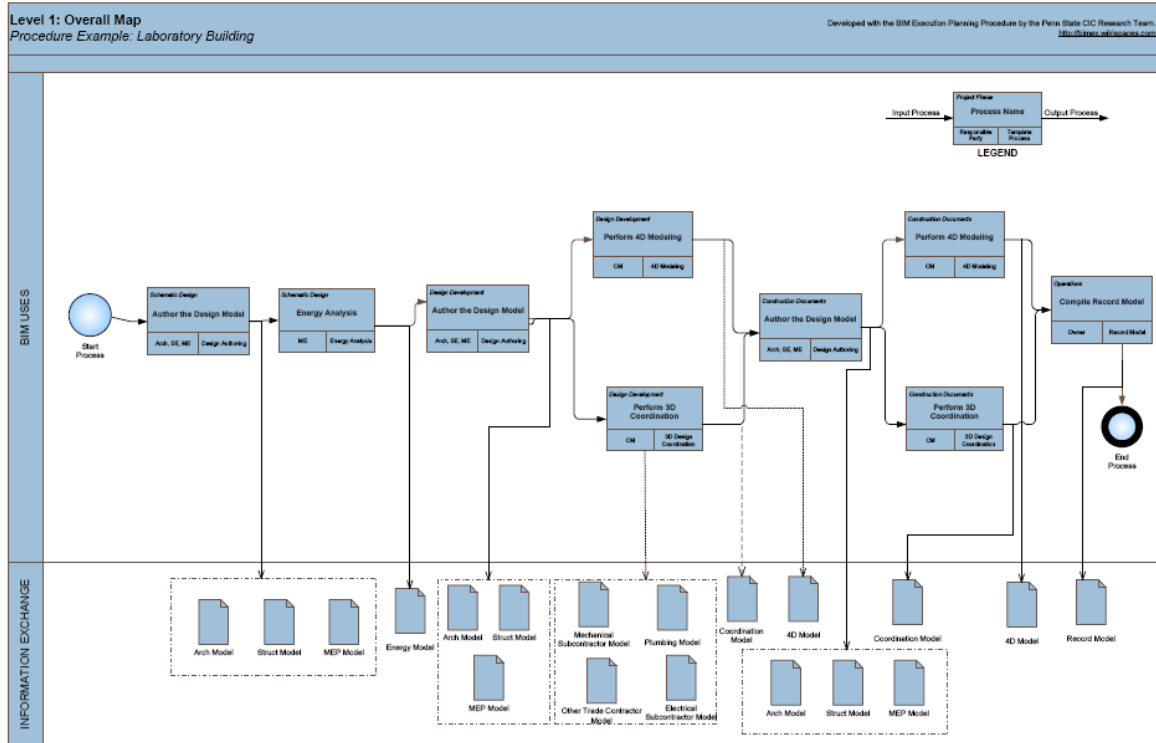 Level 1: Overall Map
Procedure Example: Laboratory Building
Developed with the BIM Execution Planning Procedure by the Penn State CIC Research Team.
http://bimex.wikispaces.com
BIM USES
Input Process
Project Phase
Process Name
Responsible
Party
Template
Process
Output Process
LEGEND
Start
Process
Schematic Design
Author the Design Model
Arch, SE, ME
Design Authoring
Schematic Design
Energy Analysis
ME
Energy Analysis
Design Development
Author the Design Model
Arch, SE, ME
Design Authoring
Design Development
Perform 4D Modeling
CM
4D Modeling
Design Development
Perform 3D
Coordination
CM
3D Design
Coordination
Construction Documents
Author the Design Model
Arch, SE, ME
Design Authoring
Construction Documents
Perform 4D Modeling
CM
4D Modeling
Construction Documents
Perform 3D
Coordination
CM
3D Design
Coordination
Operations
Compile Record Model
Owner
Record Model
End
Process
INFORMATION EXCHANGE
Arch Model
Struct Model
MEP Model
Energy Model
Arch Model
Struct Model
MEP Model
Mechanical
Subcontractor Model
Plumbing Model
Other Trade Contractor
Model
Electrical
Subcontractor Model
Coordination
Model
4D Model
Arch Model
Struct Model
MEP Model
Coordination Model
4D Model
Record Model